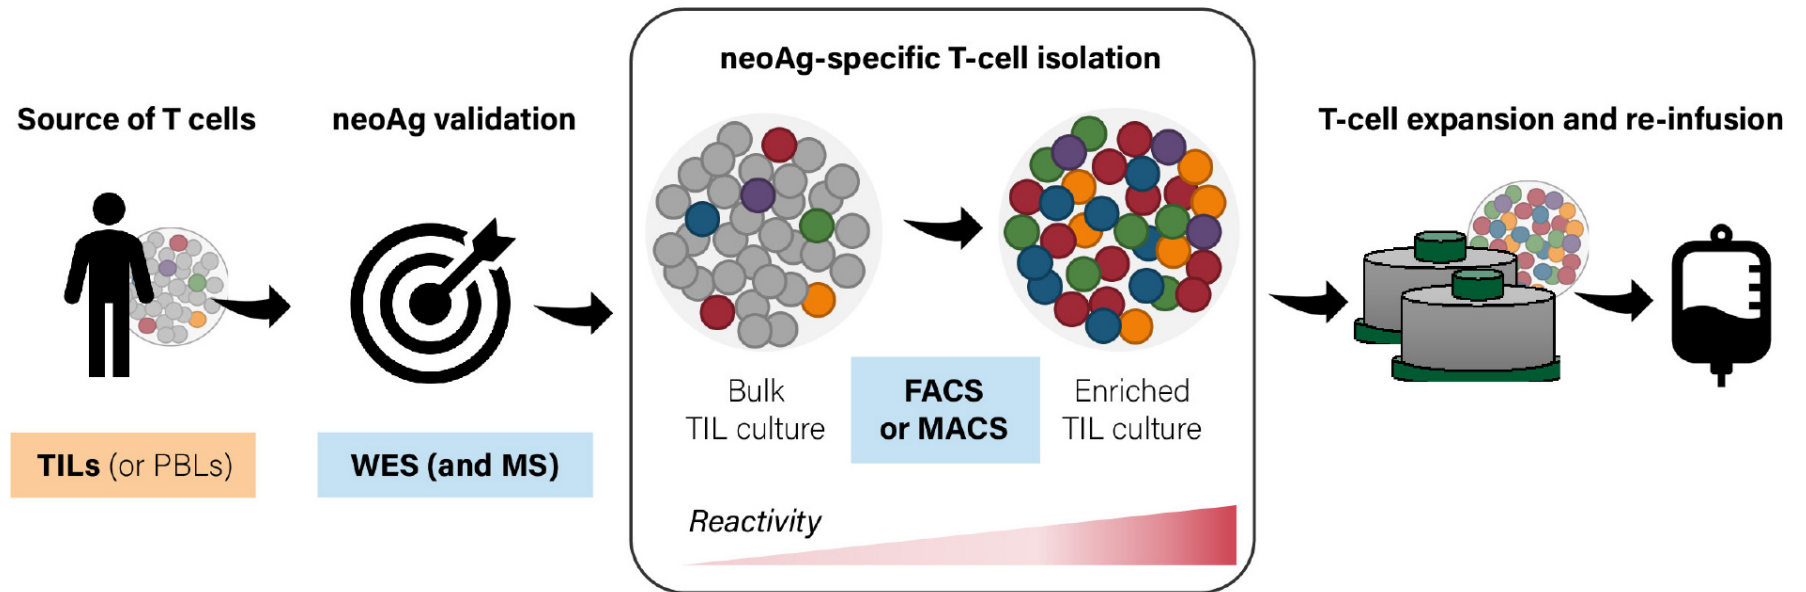 Source of T cells
TILs (or PBLs)
neoAg validation
WES (and MS)
neoAg-specific T-cell isolation
Bulk
TIL culture
FACS
or MACS
Enriched
TIL culture
Reactivity
T-cell expansion and re-infusion